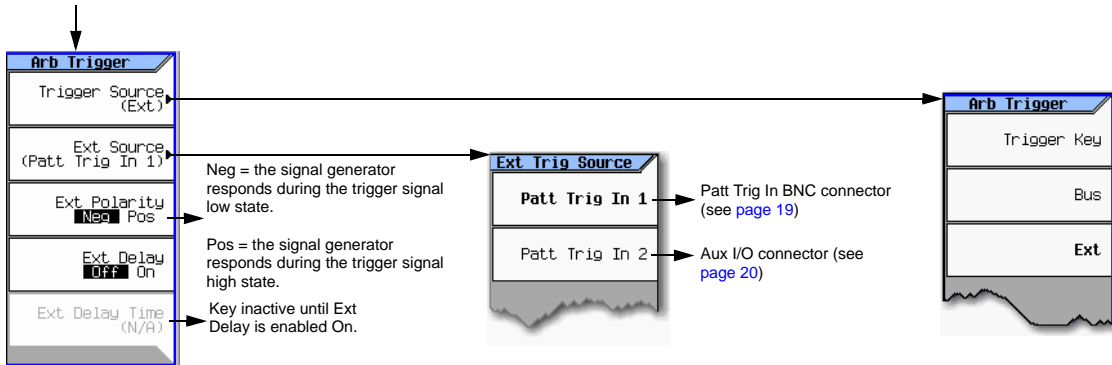 Arb Trigger
Trigger Source
(Ext)
Ext Source
(Patt Trig In 1)
Ext Polarity
Neg Pos
Ext Delay
Off On
Ext Delay Time
(N/A)
Neg = the signal generator
responds during the trigger signal
low state.
Pos = the signal generator
responds during the trigger signal
high state.
Key inactive until Ext
Delay is enabled On.
Ext Trig Source
Patt Trig In 1
Patt Trig In 2
Patt Trig In BNC connector
(see page 19)
Aux I/O connector (see
page 20)
Arb Trigger
Trigger Key
Bus
Ext